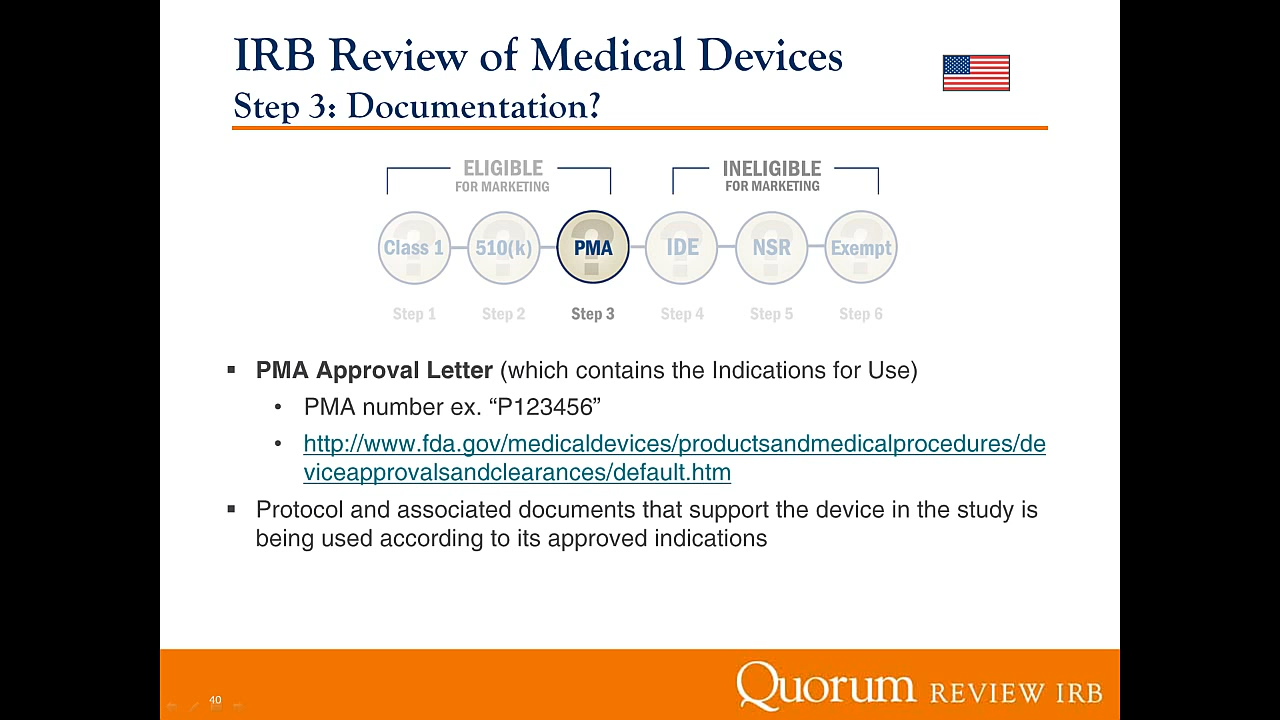 IRB Review of Medical Devices
Step 3: Documentation?
ELIGIBLE
FOR MARKETING
INELIGIBLE
FOR MARKETING
Class 1
510(k)
PMA
IDE
NSR
Exempt
Step 1
Step 2
Step 3
Step 4
Step 5
Step 6
▪ PMA Approval Letter (which contains the Indications for Use)
• PMA number ex. “P123456”
• http://www.fda.gov/medicaldevices/productsandmedicalprocedures/de
viceapprovalsandclearances/default.htm
▪ Protocol and associated documents that support the device in the study is
being used according to its approved indications
40
Quorum REVIEW IRB